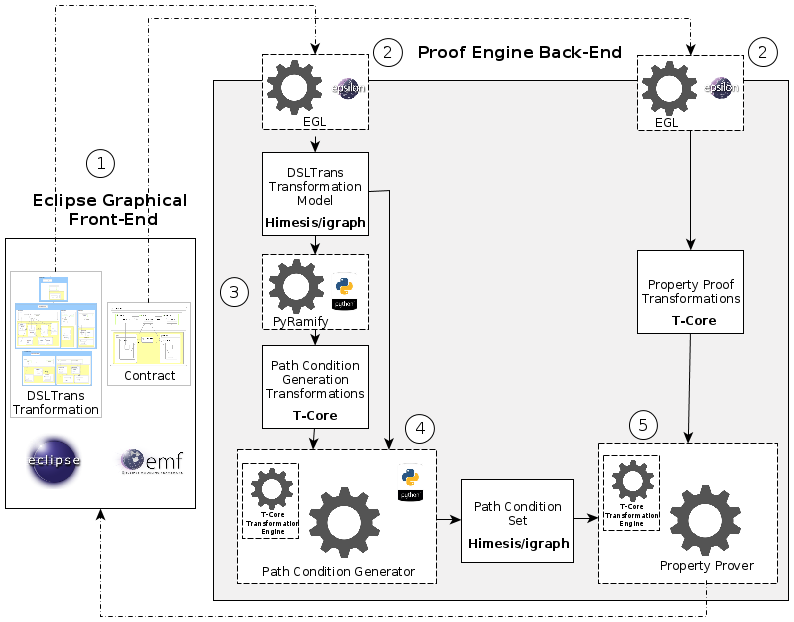 2
Proof Engine Back-End
2
epsilon
EGL
epsilon
EGL
1
Eclipse Graphical
Front-End
DSLTrans
Transformation
Model
Himesis/igraph
3
python
PyRamify
Property Proof
Transformations
T-Core
Contract
DSLTrans
Tranformation
eclipse
emf
Path Condition
Generation
Transformations
T-Core
4
5
T-Core
Transformation
Engine
python
Path Condition Generator
Path Condition
Set
Himesis/igraph
T-Core
Transformation
Engine
Property Prover